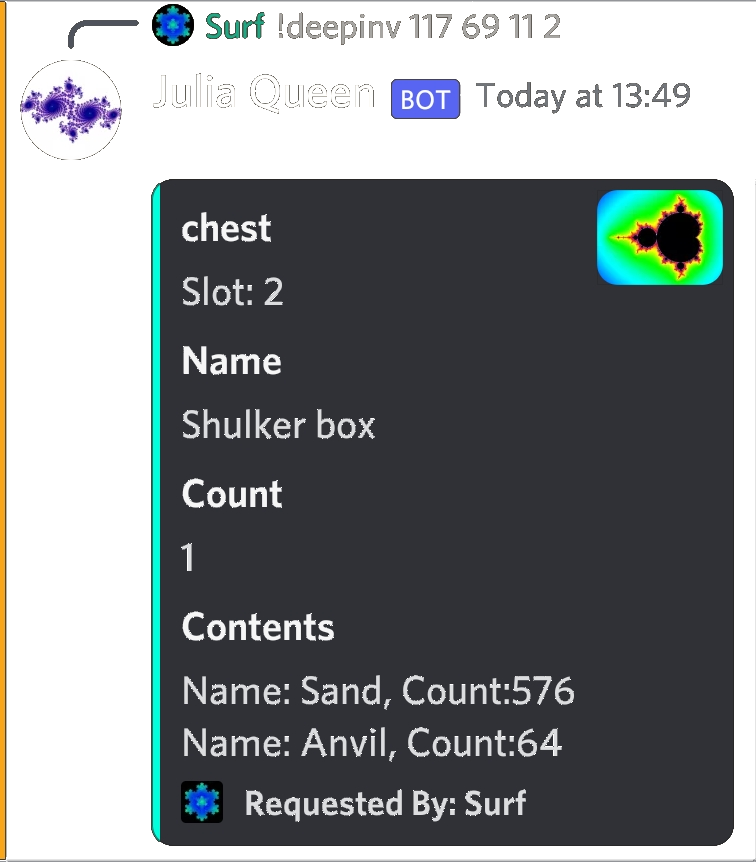 Surf !deepinv 117 69 11 2
Julia Queen BOT Today at 13:49
chest
Slot: 2
Name
Shulker box
Count
1
Contents
Name: Sand, Count:576
Name: Anvil, Count:64
Requested By: Surf